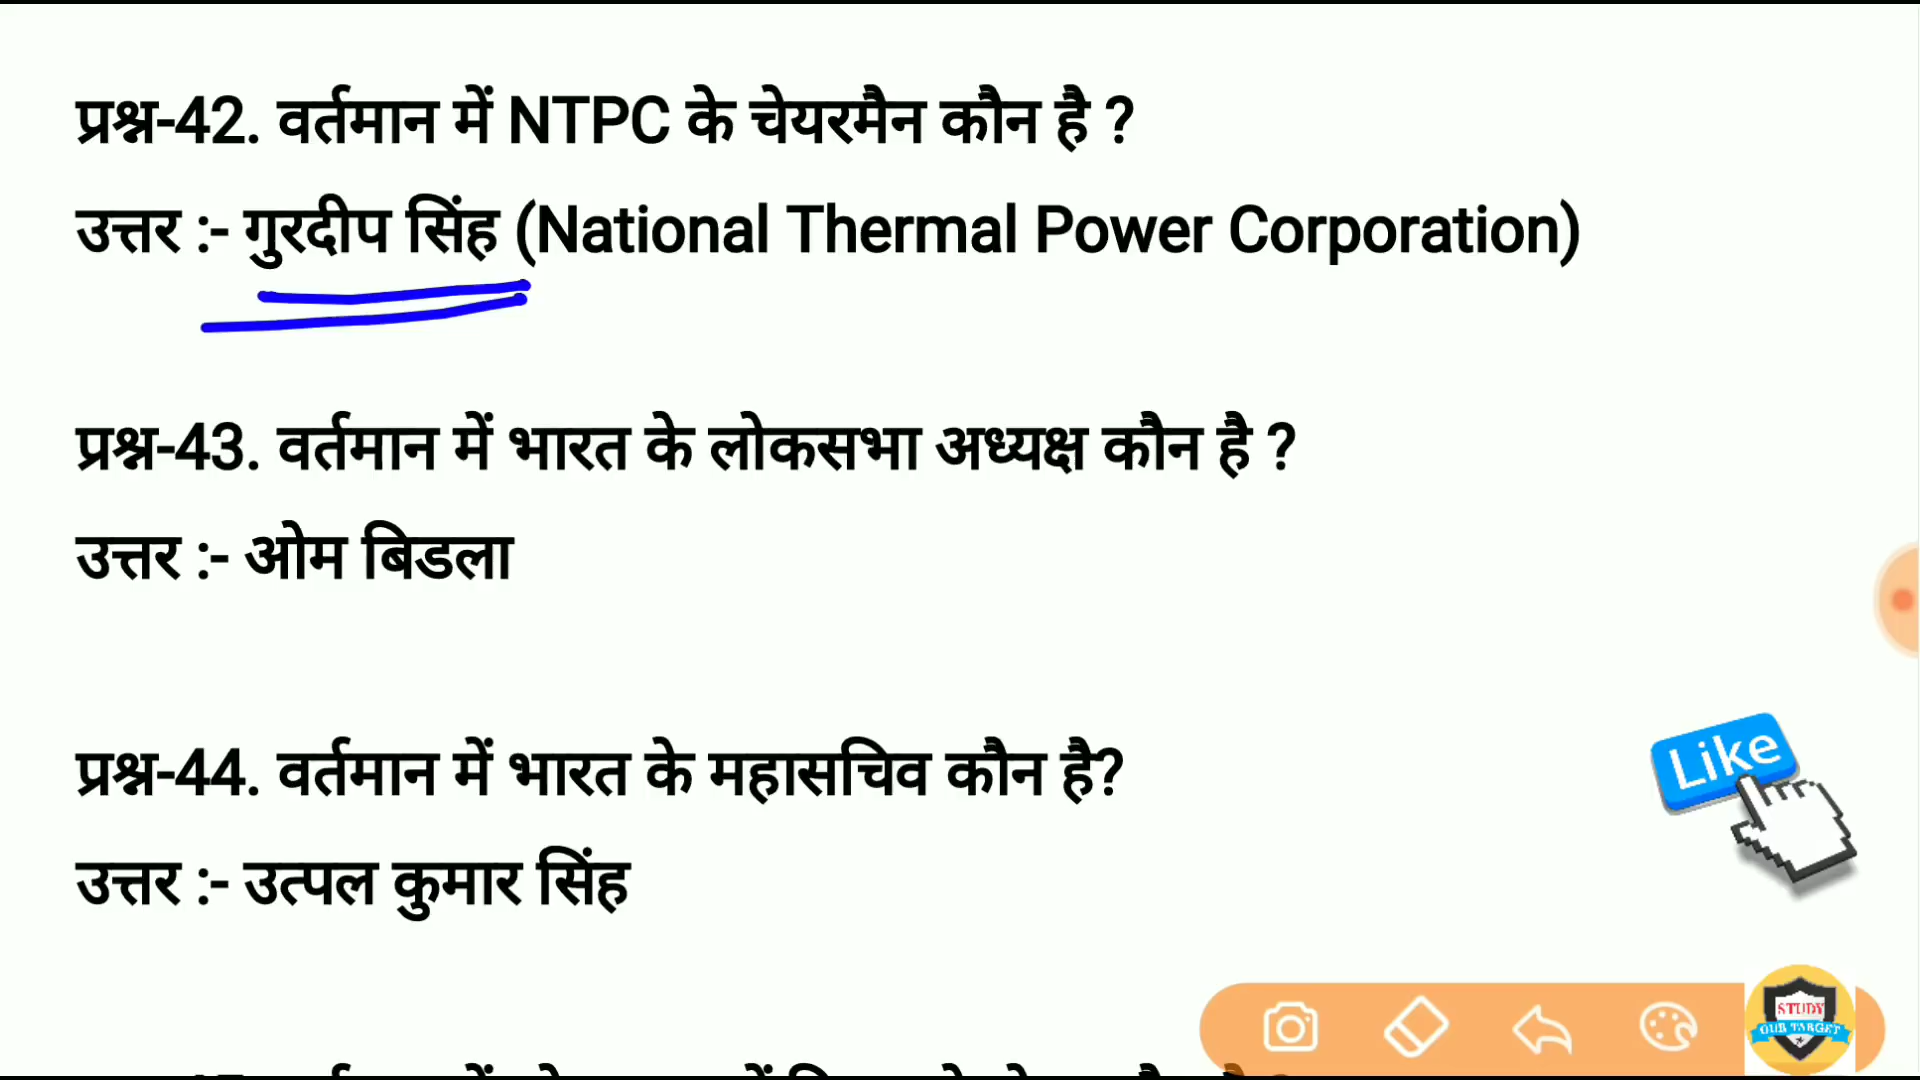 प्रश्न-42. वर्तमान में NTPC के चेयरमैन कौन है ?
उत्तर :- गुरदीप सिंह (National Thermal Power Corporation)
प्रश्न-43. वर्तमान में भारत के लोकसभा अध्यक्ष कौन है ?
उत्तर :- ओम बिडला
प्रश्न-44. वर्तमान में भारत के महासचिव कौन है?
उत्तर :- उत्पल कुमार सिंह
Like
STUDY
OUR TARGET